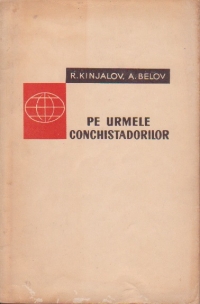 R. KINJALOV, A. BELOV
PE URMELE
CONCHISTADORILOR